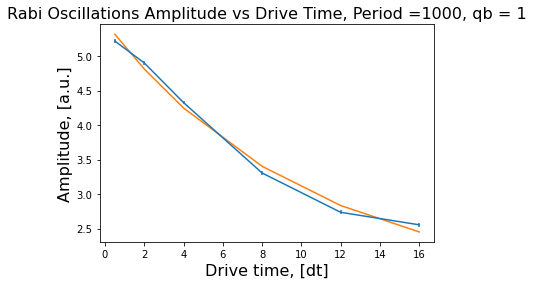 Rabi Oscillations Amplitude vs Drive Time, Period =1000, qb = 1
Amplitude, [a.u.]
5.0
4.5
4.0
3.5
3.0
2.5
0 2 4 6 8 10 12 14 16
Drive time, [dt]